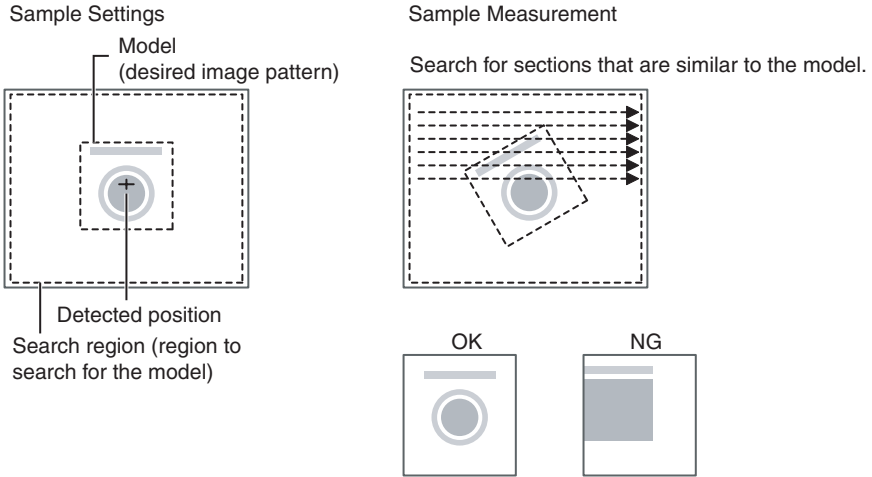 Sample Settings
Model
(desired image pattern)
Detected position
Search region (region to
search for the model)
Sample Measurement
Search for sections that are similar to the model.
OK
NG